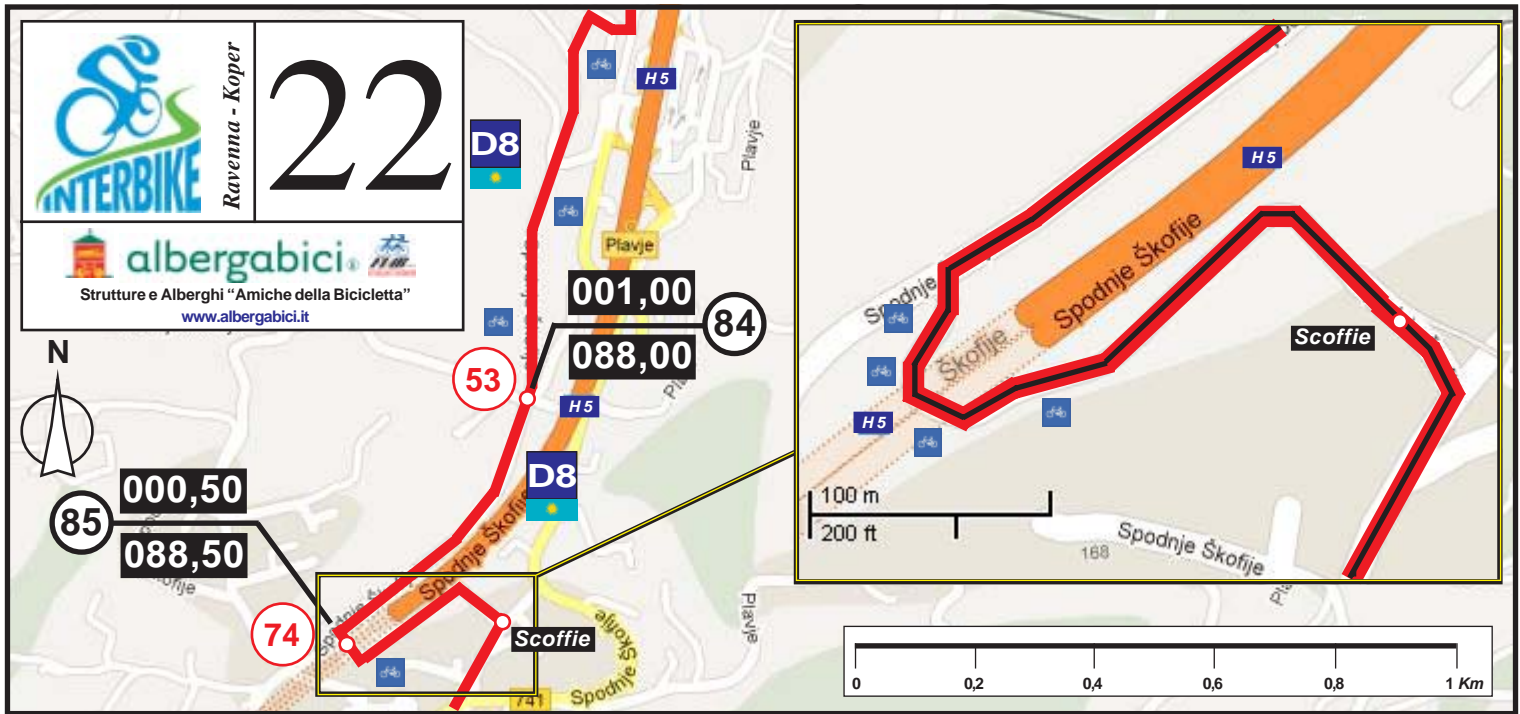 INTERBIKE
Ravenna - Koper
22
albergabici®
Strutture e Alberghi “Amiche della Bicicletta”
www.albergabici.it
N
D8
H5
Plavje
Plavje
001,00
088,00
84
53
H5
D8
000,50
088,50
85
74
Spodnje Škofije
Scoffie
Spodnje
Škofije
Plavje
741
Spodnje
H5
Spodnje Škofije
Spodnje
Škofije
H5
Scoffie
100 m
200 ft
168
Spodnje Škofije
0
0,2
0,4
0,6
0,8
1 Km